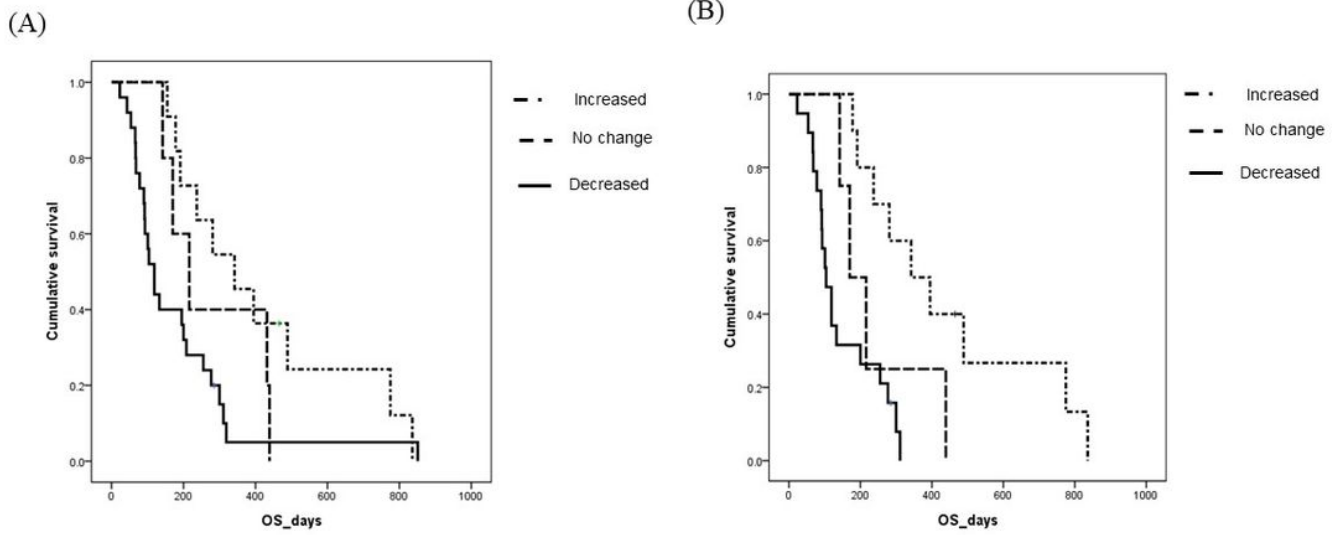 (A)
Cumulative survival
1.0
0.8
0.6
0.4
0.2
0.0
0 200 400 600 800 1000
OS_days
Increased
No change
Decreased
(B)
Cumulative survival
1.0
0.8
0.6
0.4
0.2
0.0
0 200 400 600 800 1000
OS_days
Increased
No change
Decreased